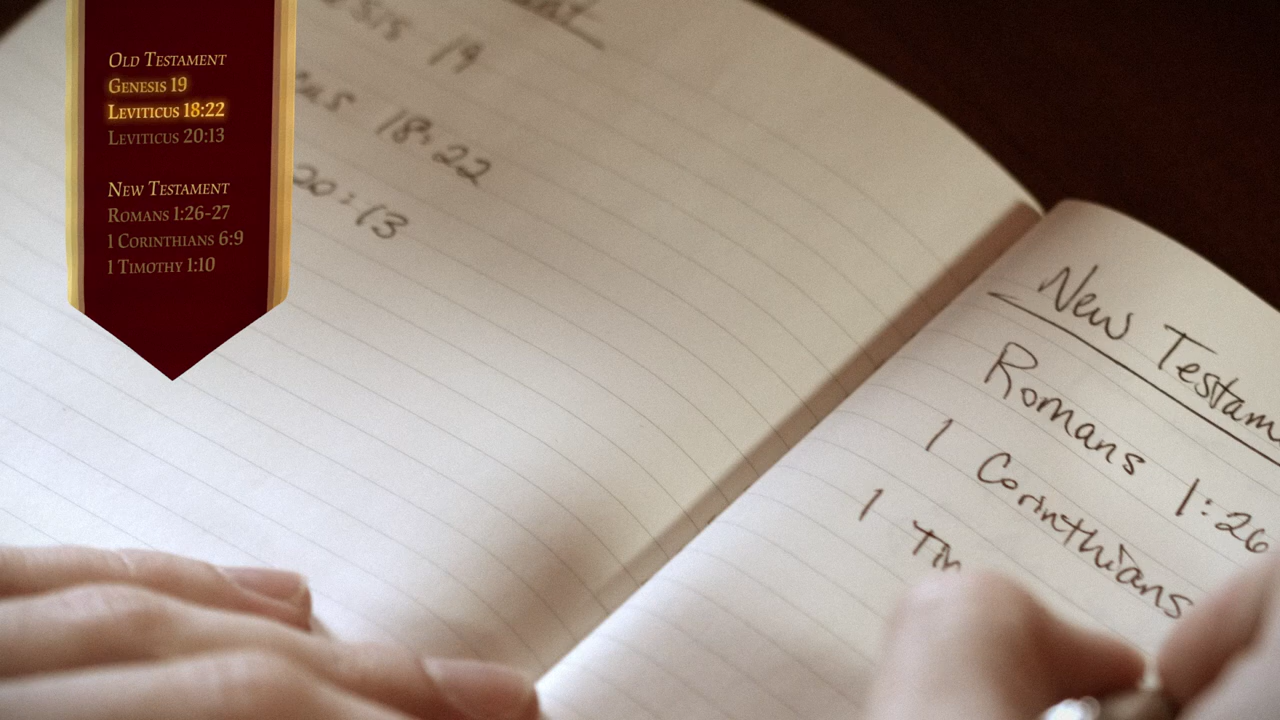 Old Testament
Genesis 19
Leviticus 18:22
Leviticus 20:13
New Testament
Romans 1:26-27
1 Corinthians 6:9
1 Timothy 1:10
19
18:22
20:13
New
Romans 1:26
1 Corinthians
1